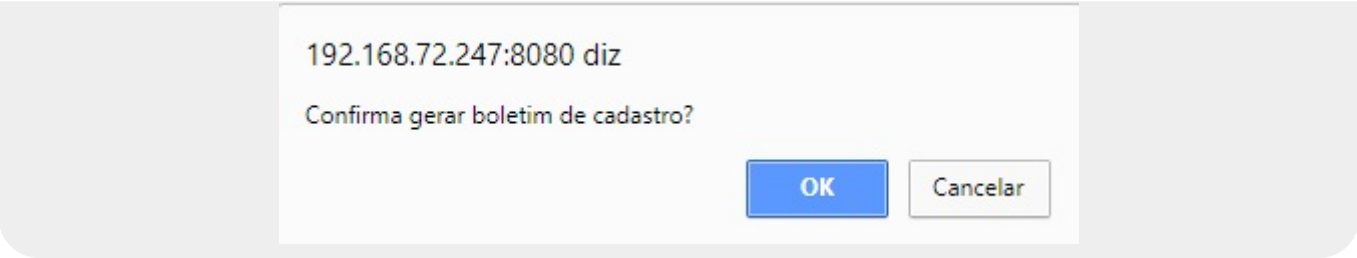 192.168.72.247:8080 diz
Confirma gerar boletim de cadastro?
OK Cancelar